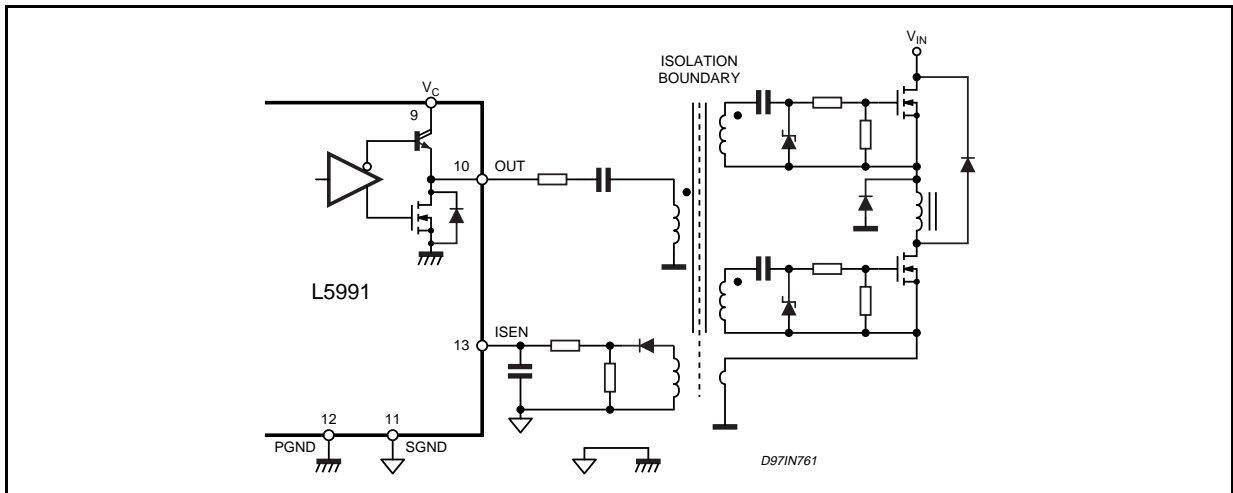 V_IN
ISOLATION
BOUNDARY
V_C
9
10 OUT
L5991
13 ISEN
12 11
PGND SGND
D97IN761